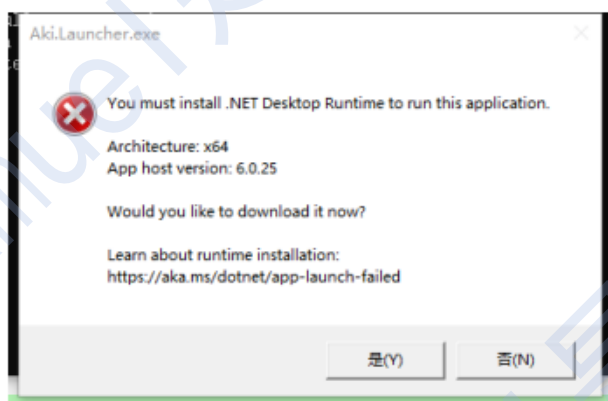 Aki.Launcher.exe
You must install .NET Desktop Runtime to run this application.
Architecture: x64
App host version: 6.0.25
Would you like to download it now?
Learn about runtime installation:
https://aka.ms/dotnet/app-launch-failed
是(Y)
否(N)